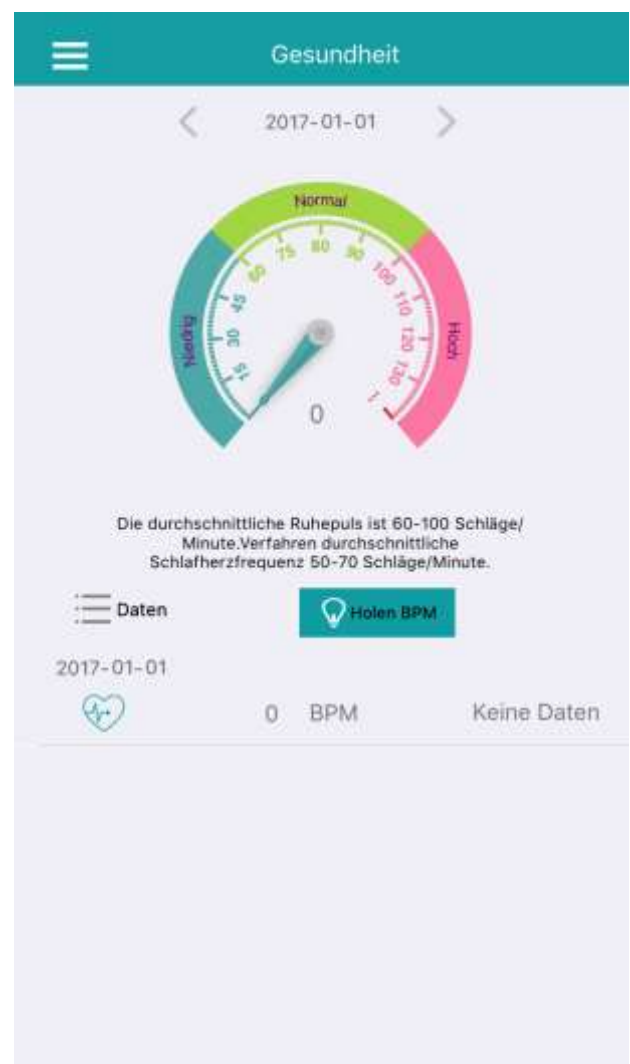 Gesundheit
2017-01-01
Normal
Niedrig
Hoch
15
30
45
60
75
80
90
100
110
120
130
0
Die durchschnittliche Ruhepuls ist 60-100 Schläge/
Minute.Verfahren durchschnittliche
Schlafherzfrequenz 50-70 Schläge/Minute.
Daten
Holen BPM
2017-01-01
0 BPM Keine Daten